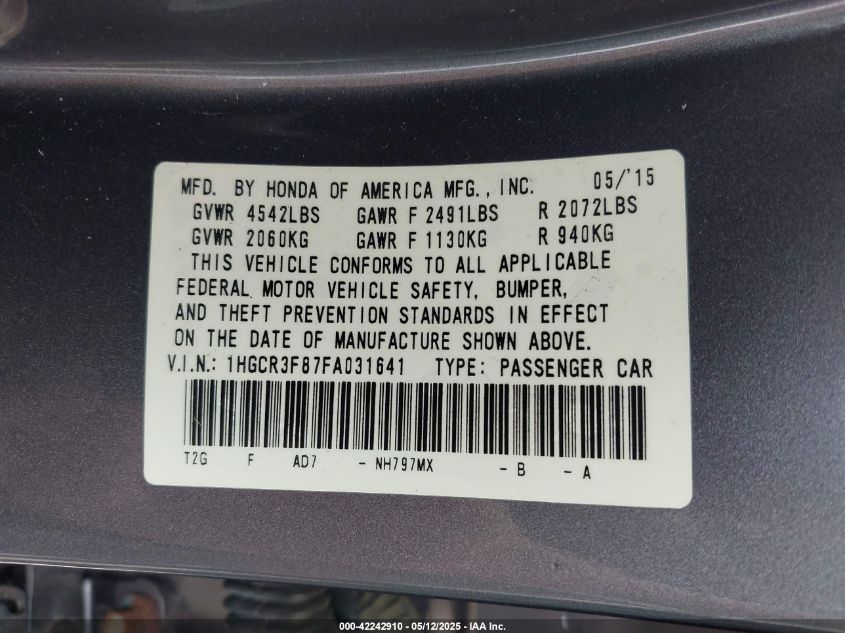 MFD. BY HONDA OF AMERICA MFG., INC. 05/'15
GVWR 4542LBS GAWR F 2491LBS R 2072LBS
GVWR 2060KG GAWR F 1130KG R 940KG
THIS VEHICLE CONFORMS TO ALL APPLICABLE
FEDERAL MOTOR VEHICLE SAFETY, BUMPER,
AND THEFT PREVENTION STANDARDS IN EFFECT
ON THE DATE OF MANUFACTURE SHOWN ABOVE.
V.I.N.: 1HGCR3F87FA031641 TYPE: PASSENGER CAR
T2G F AD7 - NH797MX - B - A
000-42242910 - 05/12/2025 - IAA Inc.